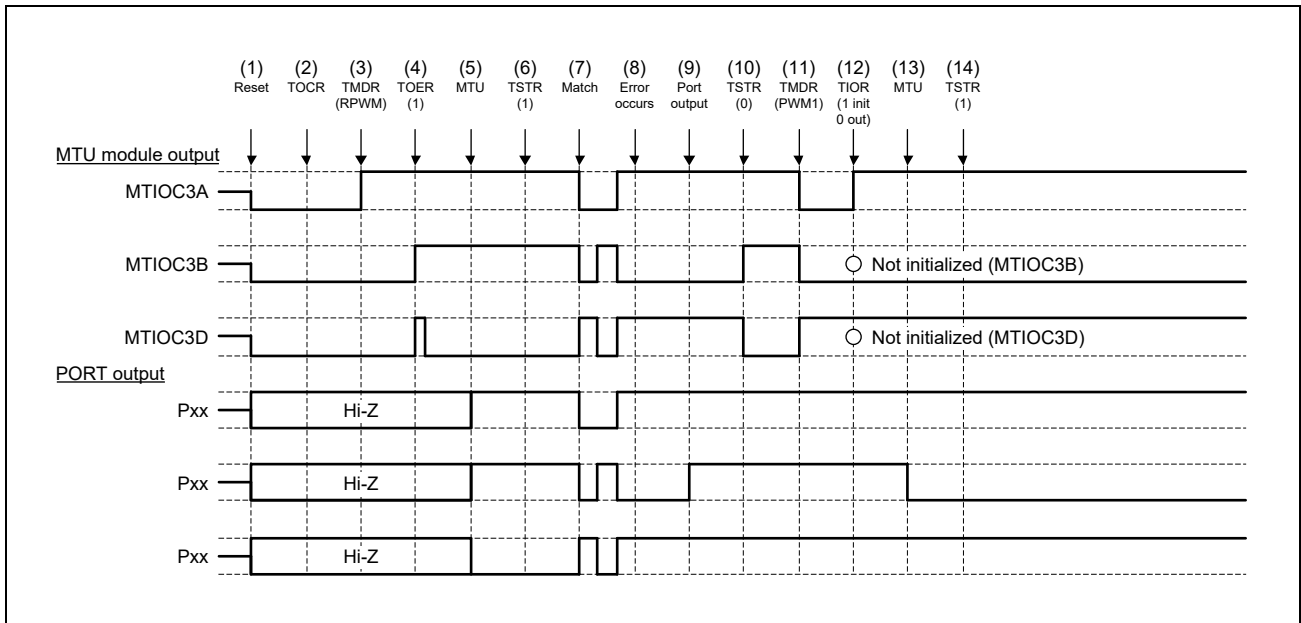 (1) (2) (3) (4) (5) (6) (7) (8) (9) (10) (11) (12) (13) (14)
Reset TOCR TMDR TOER MTU TSTR Match Error Port TSTR TMDR TIOR MTU TSTR
(RPWM) (1) (1) occurs output (0) (PWM1) (1 init (1)
0 out)
MTU module output
MTIOC3A
MTIOC3B Not initialized (MTIOC3B)
MTIOC3D Not initialized (MTIOC3D)
PORT output
Pxx Hi-Z
Pxx Hi-Z
Pxx Hi-Z